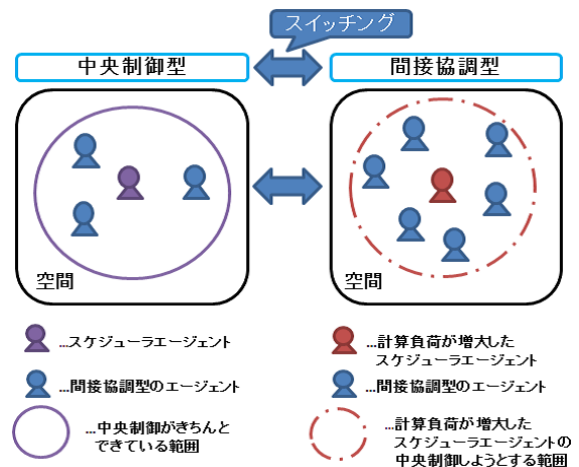 スイッチング
中央制御型
間接協調型
空間
空間
...スケジューラエージェント
...間接協調型のエージェント
...中央制御がきちんと
できている範囲
...計算負荷が増大した
スケジューラエージェント
...間接協調型のエージェント
...計算負荷が増大した
スケジューラエージェントの
中央制御しようとする範囲